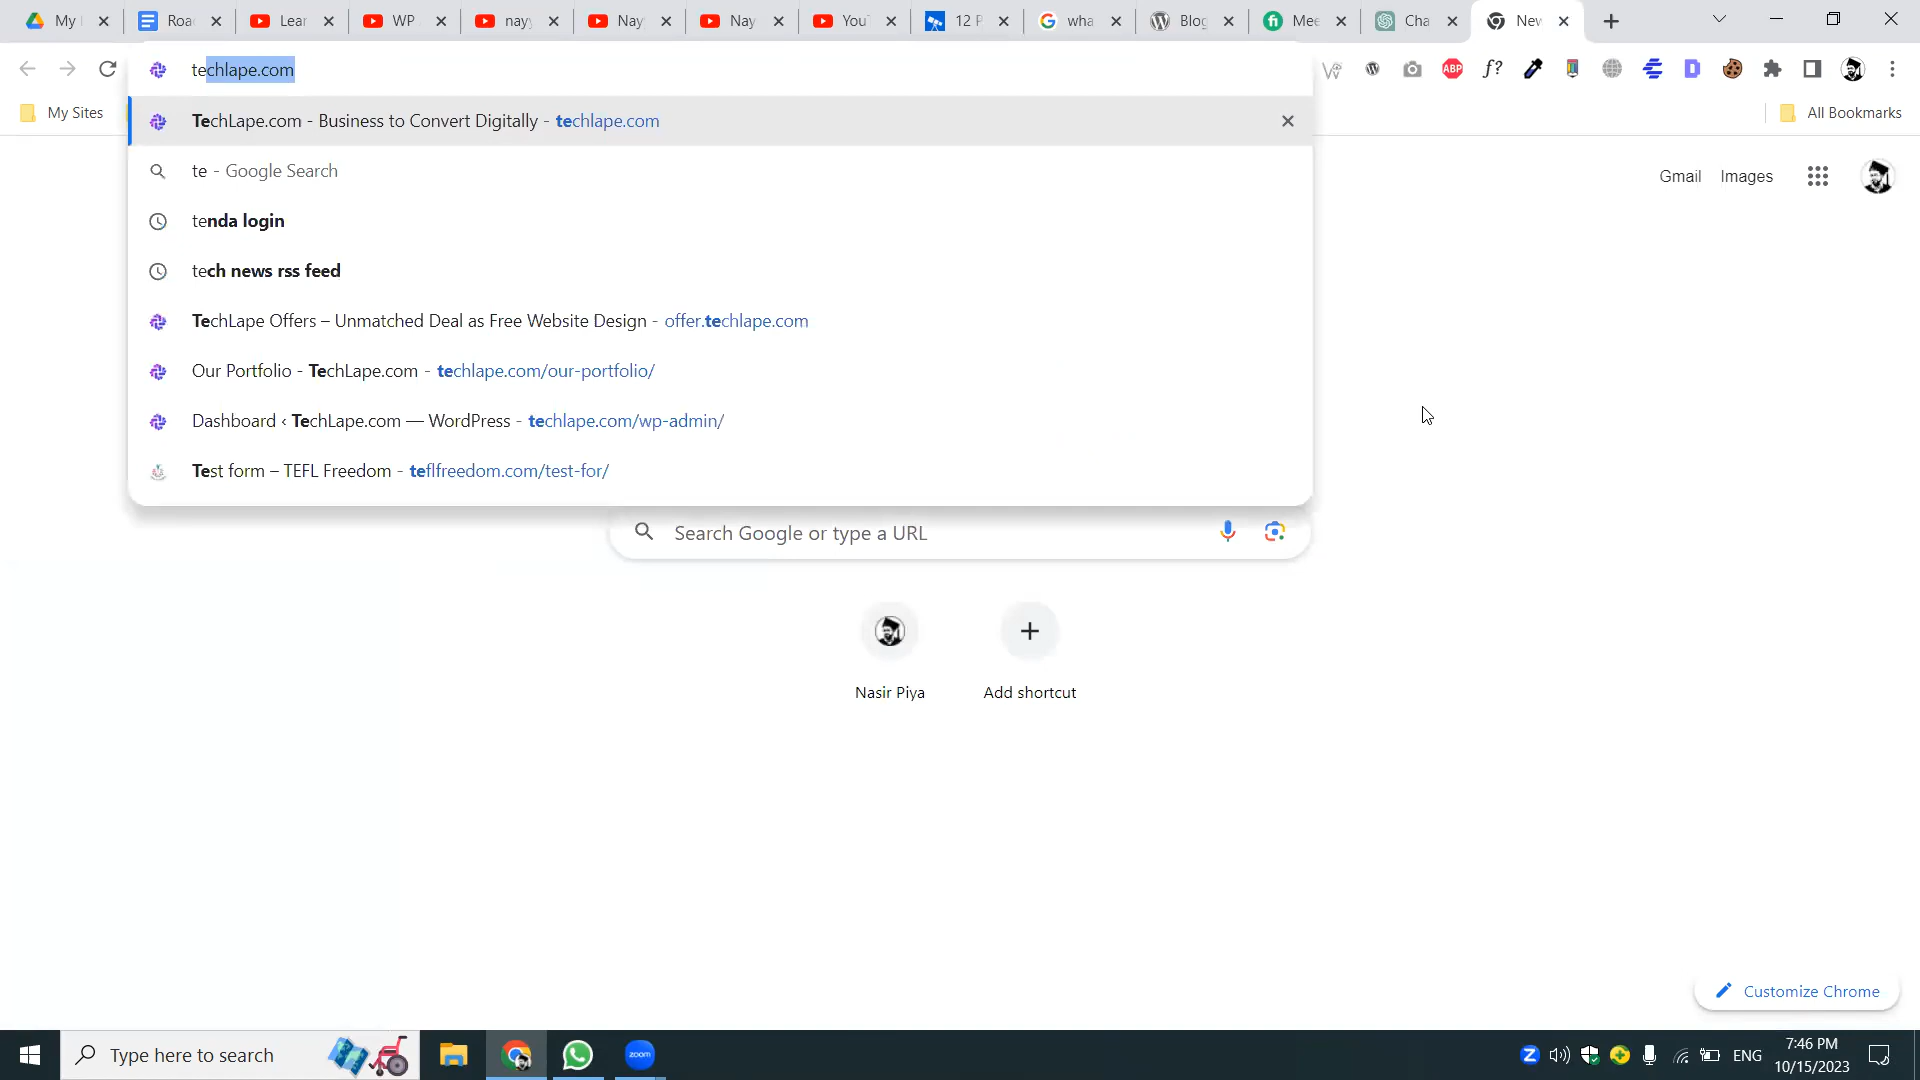 My
Roa
Lear
WP
nay
Nay
Nay
You
12 P
wha
Blog
Mee
Cha
New
techlape.com
ABP
f?
My Sites
All Bookmarks
TechLape.com - Business to Convert Digitally - techlape.com
te - Google Search
Gmail
Images
tenda login
tech news rss feed
TechLape Offers – Unmatched Deal as Free Website Design - offer.techlape.com
Our Portfolio - TechLape.com - techlape.com/our-portfolio/
Dashboard ‹ TechLape.com — WordPress - techlape.com/wp-admin/
Test form – TEFL Freedom - teflfreedom.com/test-for/
Search Google or type a URL
Nasir Piya
Add shortcut
Customize Chrome
Type here to search
zoom
ENG
7:46 PM
10/15/2023